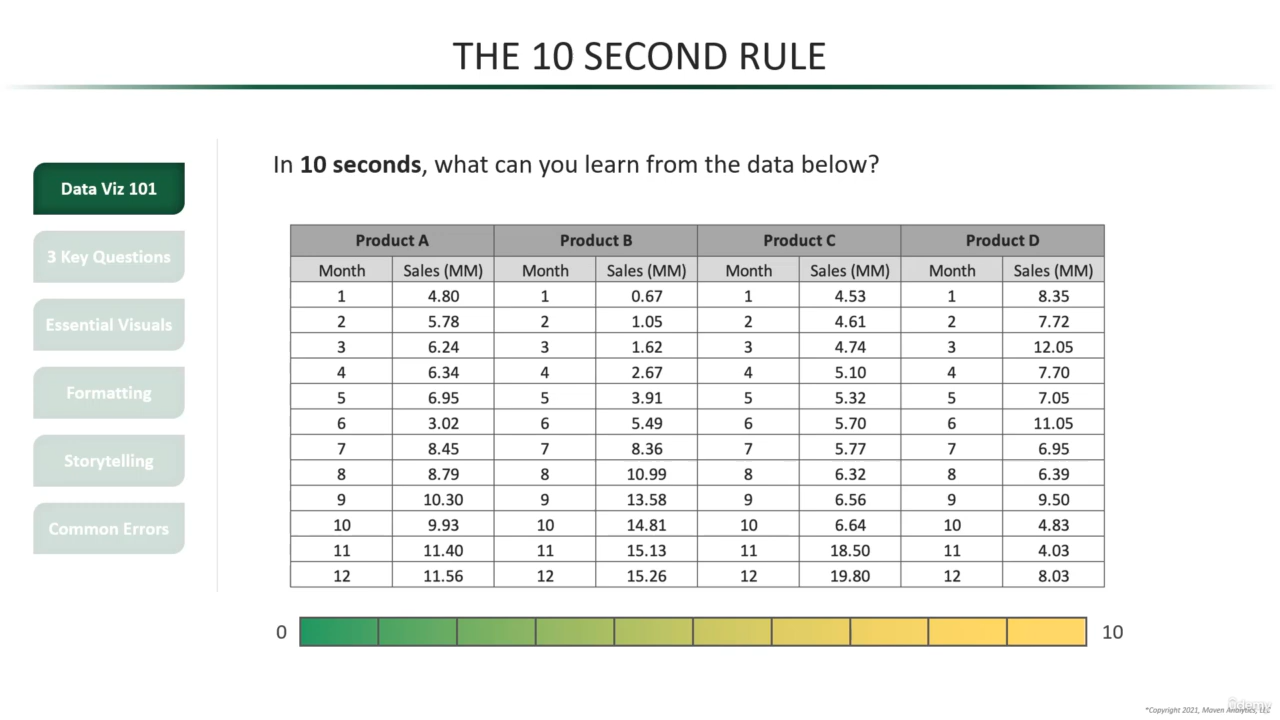 THE 10 SECOND RULE
Data Viz 101
3 Key Questions
Essential Visuals
Formatting
Storytelling
Common Errors
In 10 seconds, what can you learn from the data below?
Product A Product B Product C Product D
Month Sales (MM) Month Sales (MM) Month Sales (MM) Month Sales (MM)
1 4.80 1 0.67 1 4.53 1 8.35
2 5.78 2 1.05 2 4.61 2 7.72
3 6.24 3 1.62 3 4.74 3 12.05
4 6.34 4 2.67 4 5.10 4 7.70
5 6.95 5 3.91 5 5.32 5 7.05
6 3.02 6 5.49 6 5.70 6 11.05
7 8.45 7 8.36 7 5.77 7 6.95
8 8.79 8 10.99 8 6.32 8 6.39
9 10.30 9 13.58 9 6.56 9 9.50
10 9.93 10 14.81 10 6.64 10 4.83
11 11.40 11 15.13 11 18.50 11 4.03
12 11.56 12 15.26 12 19.80 12 8.03
0 10
*Copyright 2021, Maven Analytics, LLC
ûdemy